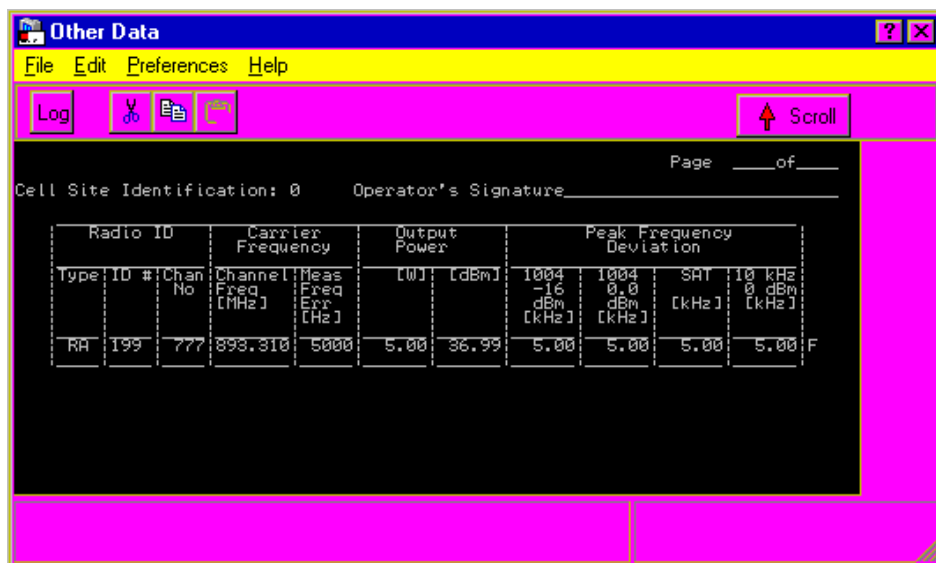 Other Data
File Edit Preferences Help
Log Scroll
Page ____of____
Cell Site Identification: 0 Operator's Signature__________________________
Radio ID Carrier Output Peak Frequency
Frequency Power Deviation
Type ID # Chan Channel Meas [W] [dBm] 1004 1004 SAT 10 kHz
No Freq Freq -16 0.0 0 dBm
[MHz] Err dBm dBm [kHz] [kHz]
[Hz] [kHz] [kHz]
RA 199 777 893.310 5000 5.00 36.99 5.00 5.00 5.00 5.00 F